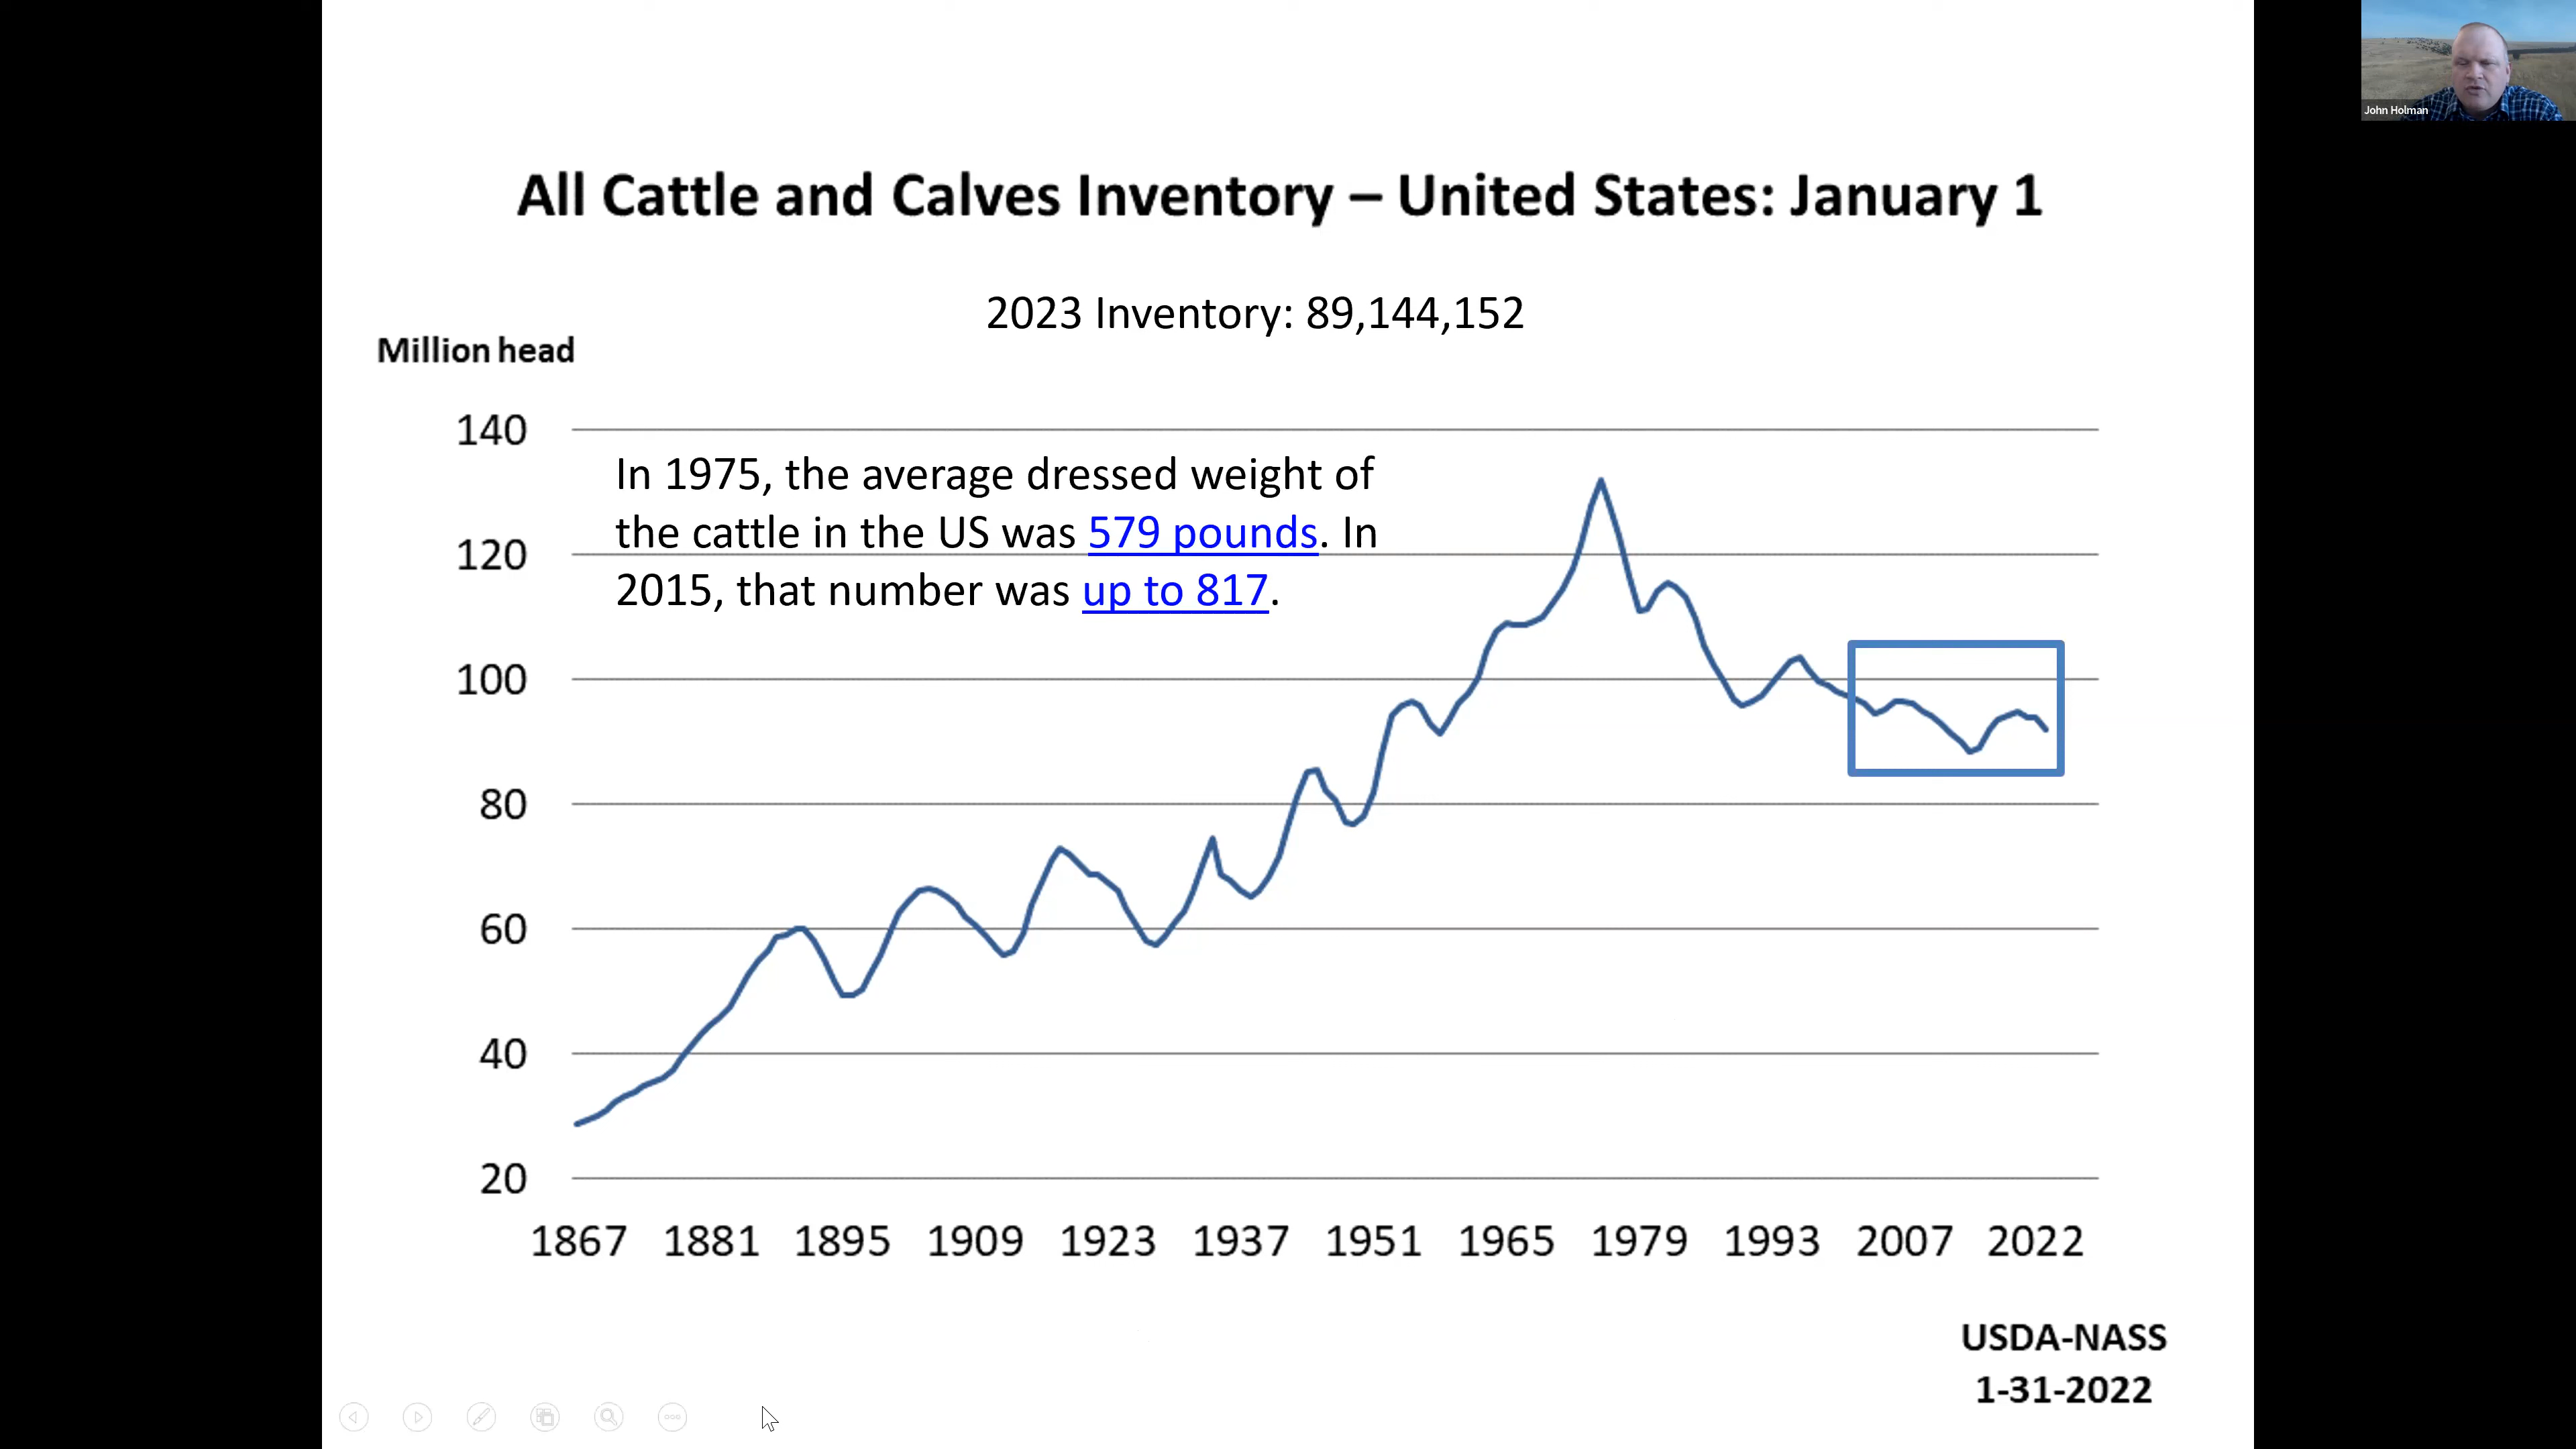 John Holman
All Cattle and Calves Inventory – United States: January 1
2023 Inventory: 89,144,152
Million head
140
In 1975, the average dressed weight of
the cattle in the US was 579 pounds. In
120
2015, that number was up to 817.
100
80
60
40
20
1867 1881 1895 1909 1923 1937 1951 1965 1979 1993 2007 2022
USDA-NASS
1-31-2022